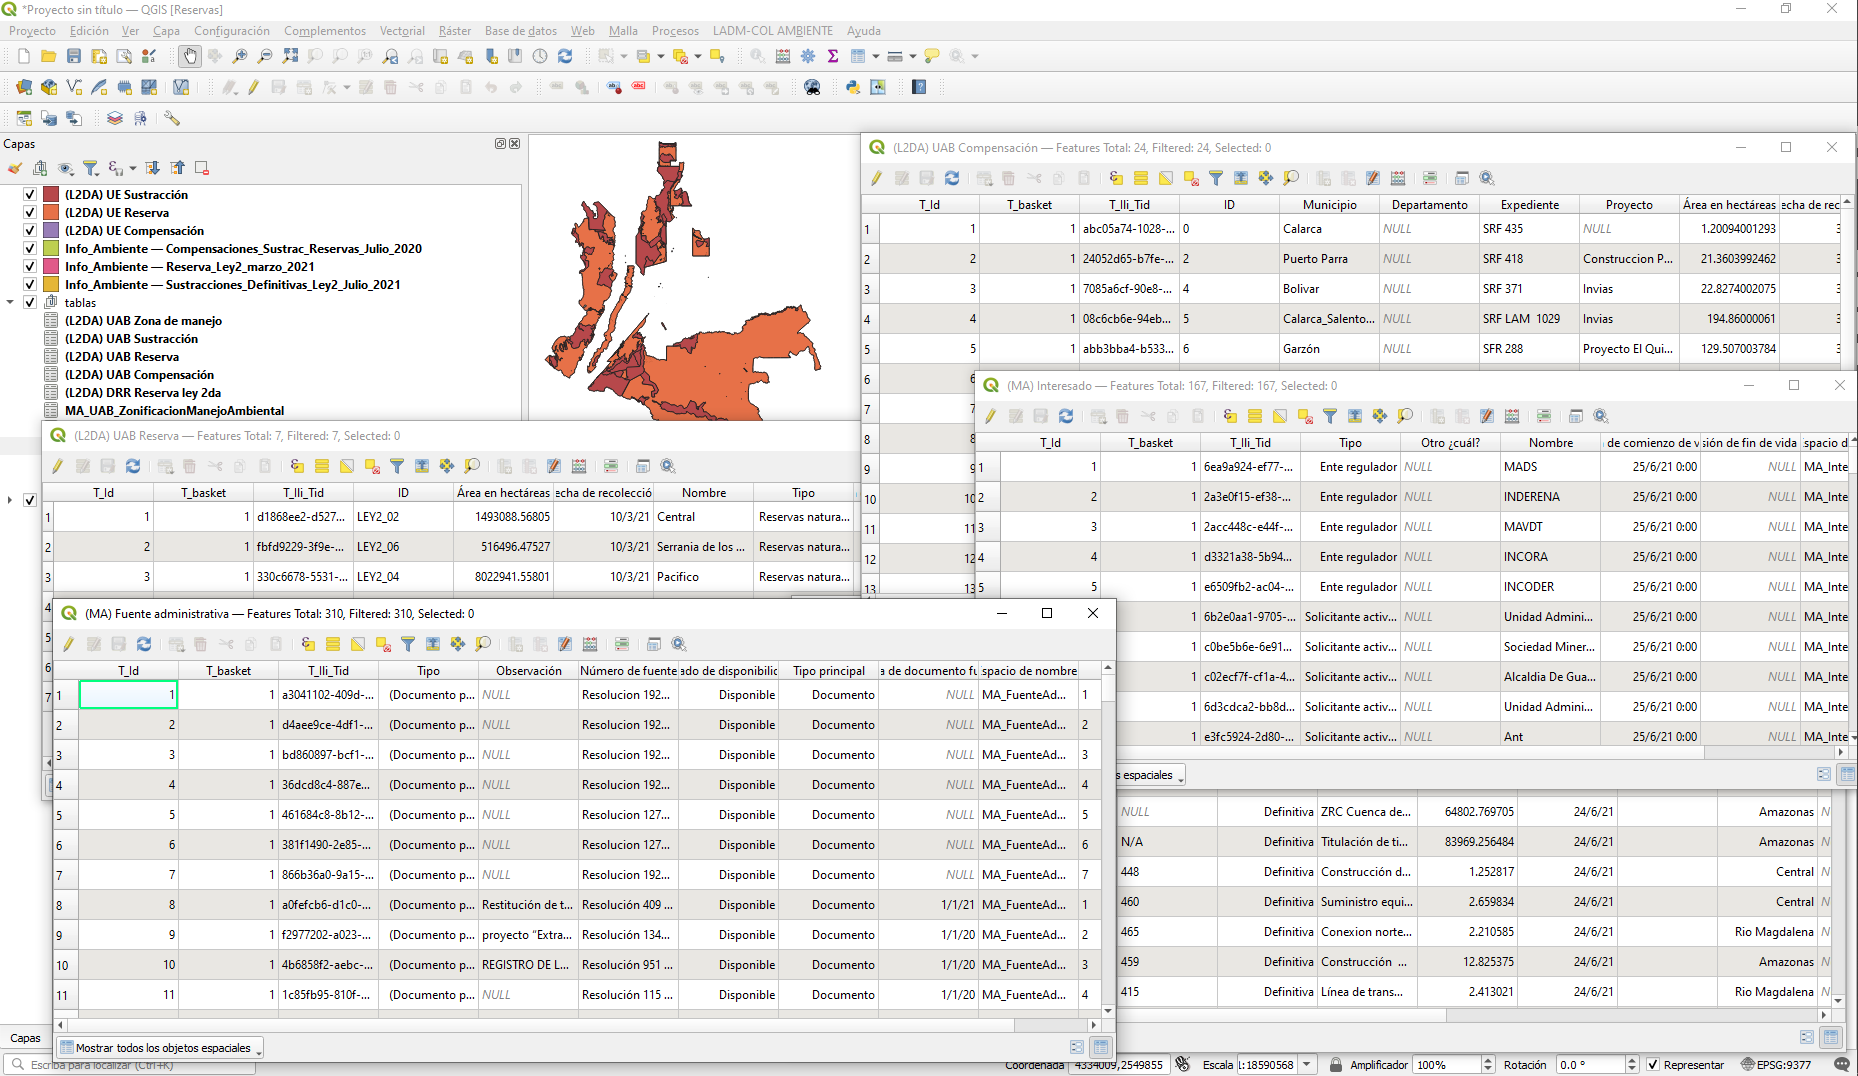 *Proyecto sin título — QGIS [Reservas]
Proyecto Edición Ver Capa Configuración Complementos Vectorial Ráster Base de datos Web Malla Procesos LADM-COL AMBIENTE Ayuda
Capas
(L2DA) UE Sustracción
(L2DA) UE Reserva
(L2DA) UE Compensación
Info_Ambiente — Compensaciones_Sustrac_Reservas_Julio_2020
Info_Ambiente — Reserva_Ley2_marzo_2021
Info_Ambiente — Sustracciones_Definitivas_Ley2_Julio_2021
tablas
(L2DA) UAB Zona de manejo
(L2DA) UAB Sustracción
(L2DA) UAB Reserva
(L2DA) UAB Compensación
(L2DA) DRR Reserva ley 2da
MA_UAB_ZonificacionManejoAmbiental
(L2DA) UAB Compensación — Features Total: 24, Filtered: 24, Selected: 0
T_Id T_basket T_Ili_Tid ID Municipio Departamento Expediente Proyecto Área en hectáreas echa de rec
1 1 1 abc05a74-1028-... 0 Calarca NULL SRF 435 NULL 1.20094001293 3
2 2 1 24052d65-b7fe-... 2 Puerto Parra NULL SRF 418 Construccion P... 21.3603992462 3
3 3 1 7085a6cf-90e8-... 4 Bolivar NULL SRF 371 Invias 22.8274002075 3
4 4 1 08c6cb6e-94eb... 5 Calarca_Salento... NULL SRF LAM 1029 Invias 194.86000061 3
5 5 1 abb3bba4-b533... 6 Garzón NULL SFR 288 Proyecto El Qui... 129.507003784 3
6 6
7 7
8 8
9 9
10 10
11 11
12 12
13 13
(MA) Interesado — Features Total: 167, Filtered: 167, Selected: 0
T_Id T_basket T_Ili_Tid Tipo Otro ¿cuál? Nombre de comienzo de v sión de fin de vida spacio d
1 1 1 6ea9a924-ef77-... Ente regulador NULL MADS 25/6/21 0:00 NULL MA_Inte
2 2 1 2a3e0f15-ef38-... Ente regulador NULL INDERENA 25/6/21 0:00 NULL MA_Inte
3 3 1 2acc448c-e44f-... Ente regulador NULL MAVDT 25/6/21 0:00 NULL MA_Inte
4 4 1 d3321a38-5b94... Ente regulador NULL INCORA 25/6/21 0:00 NULL MA_Inte
5 5 1 e6509fb2-ac04-... Ente regulador NULL INCODER 25/6/21 0:00 NULL MA_Inte
1 6b2e0aa1-9705-... Solicitante activ... NULL Unidad Admini... 25/6/21 0:00 NULL MA_Inte
1 c0be5b6e-6e91... Solicitante activ... NULL Sociedad Miner... 25/6/21 0:00 NULL MA_Inte
1 c02ecf7f-cf1a-4... Solicitante activ... NULL Alcaldia De Gua... 25/6/21 0:00 NULL MA_Inte
1 6d3cdca2-bb8d... Solicitante activ... NULL Unidad Admini... 25/6/21 0:00 NULL MA_Inte
1 e3fc5924-2d80-... Solicitante activ... NULL Ant 25/6/21 0:00 NULL MA_Inte
s espaciales
(L2DA) UAB Reserva — Features Total: 7, Filtered: 7, Selected: 0
T_Id T_basket T_Ili_Tid ID Área en hectáreas echa de recolecció Nombre Tipo
1 1 1 d1868ee2-d527... LEY2_02 1493088.56805 10/3/21 Central Reservas natura...
2 2 1 fbfd9229-3f9e-... LEY2_06 516496.47527 10/3/21 Serrania de los ... Reservas natura...
3 3 1 330c6678-5531-... LEY2_04 8022941.55801 10/3/21 Pacifico Reservas natura...
4
5
6
7
(MA) Fuente administrativa — Features Total: 310, Filtered: 310, Selected: 0
T_Id T_basket T_Ili_Tid Tipo Observación Número de fuente ado de disponibilic Tipo principal a de documento fu spacio de nombre
1 1 1 a3041102-409d-... (Documento p... NULL Resolucion 192... Disponible Documento NULL MA_FuenteAd... 1
2 2 1 d4aee9ce-4df1-... (Documento p... NULL Resolucion 192... Disponible Documento NULL MA_FuenteAd... 2
3 3 1 bd860897-bcf1-... (Documento p... NULL Resolucion 192... Disponible Documento NULL MA_FuenteAd... 3
4 4 1 36dcd8c4-887e... (Documento p... NULL Resolucion 192... Disponible Documento NULL MA_FuenteAd... 4
5 5 1 461684c8-8b12-... (Documento p... NULL Resolucion 127... Disponible Documento NULL MA_FuenteAd... 5
6 6 1 381f1490-2e85-... (Documento p... NULL Resolucion 127... Disponible Documento NULL MA_FuenteAd... 6
7 7 1 866b36a0-9a15-... (Documento p... NULL Resolucion 192... Disponible Documento NULL MA_FuenteAd... 7
8 8 1 a0fefcb6-d1c0-... (Documento p... Restitución de t... Resolución 409 ... Disponible Documento 1/1/21 MA_FuenteAd... 1
9 9 1 f2977202-a023-... (Documento p... proyecto “Extra... Resolución 134... Disponible Documento 1/1/20 MA_FuenteAd... 2
10 10 1 4b6858f2-aebc-... (Documento p... REGISTRO DE L... Resolución 951 ... Disponible Documento 1/1/20 MA_FuenteAd... 3
11 11 1 1c85fb95-810f-... (Documento p... NULL Resolución 115 ... Disponible Documento 1/1/20 MA_FuenteAd... 4
Mostrar todos los objetos espaciales
NULL Definitiva ZRC Cuenca de... 64802.769705 24/6/21 Amazonas N
N/A Definitiva Titulación de ti... 83969.256484 24/6/21 Amazonas N
448 Definitiva Construcción d... 1.252817 24/6/21 Central N
460 Definitiva Suministro equi... 2.659834 24/6/21 Central N
465 Definitiva Conexion norte... 2.210585 24/6/21 Rio Magdalena N
459 Definitiva Construcción ... 12.825375 24/6/21 Amazonas N
415 Definitiva Línea de trans... 2.413021 24/6/21 Rio Magdalena N
Capas
Escriba para localizar (Ctrl+K) Coordenada 4334009,2549855 Escala 1:18590568 Amplificador 100% Rotación 0.0 ° Representar EPSG:9377